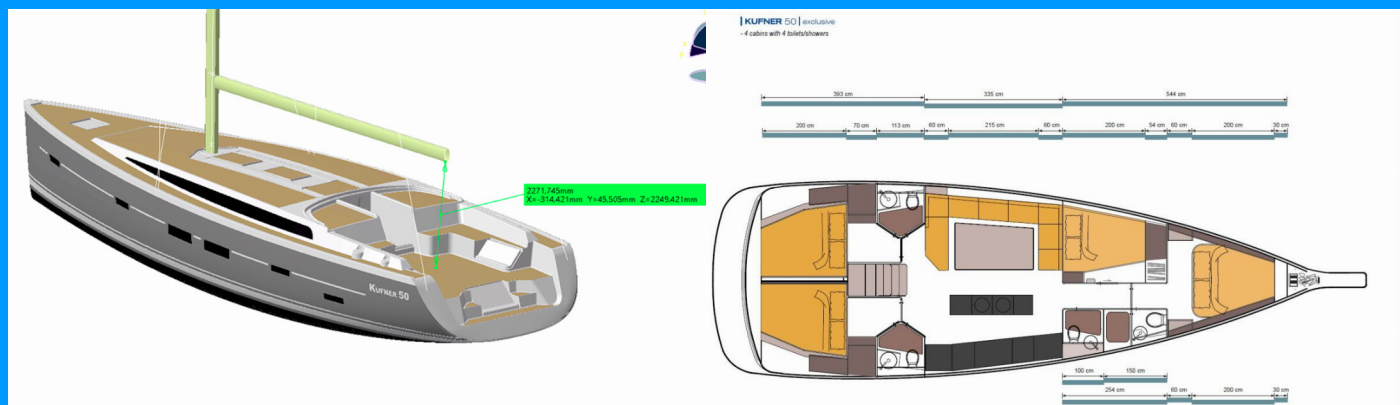 2271,745mm
X=-314,421mm Y=45,505mm Z=2249,421mm
KUFNER 50
| KUFNER 50 | exclusive
- 4 cabins with 4 toilets/showers
393 cm 335 cm 544 cm
200 cm 70 cm 113 cm 60 cm 215 cm 60 cm 200 cm 54 cm 60 cm 200 cm 30 cm
100 cm 150 cm
254 cm 60 cm 200 cm 30 cm